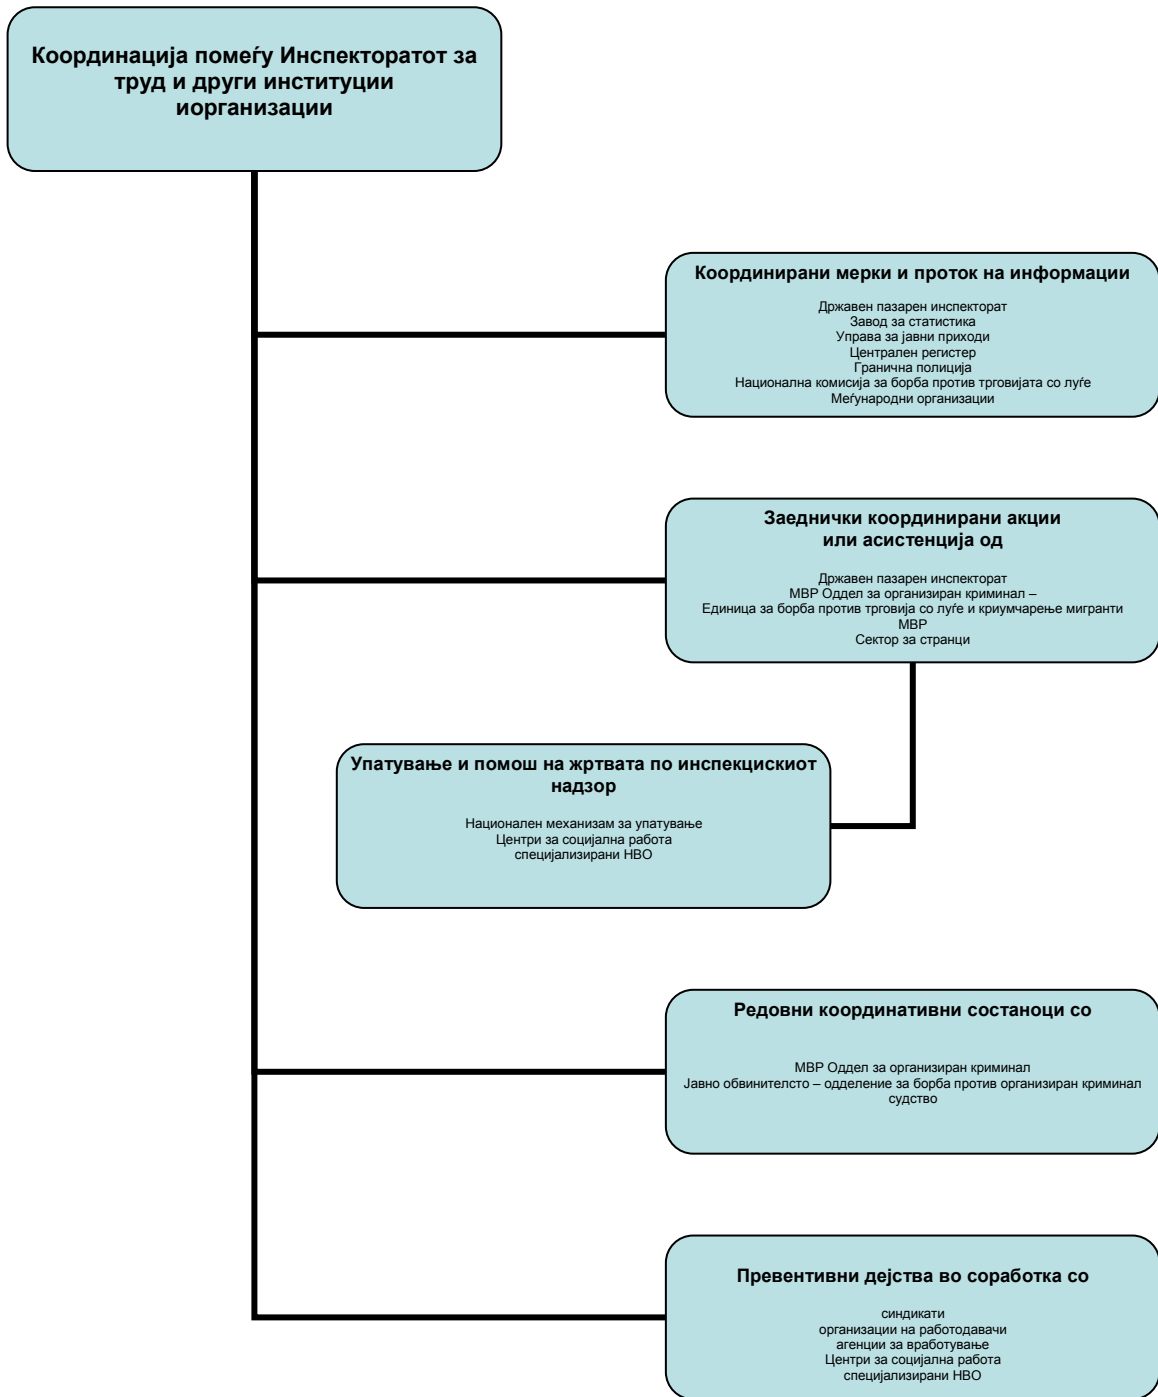 Координација помеѓу Инспекторатот за
труд и други институции
иорганизации
Координирани мерки и проток на информации
Државен пазарен инспекторат
Завод за статистика
Управа за јавни приходи
Централен регистер
Гранична полиција
Национална комисија за борба против трговијата со луѓе
Меѓународни организации
Заеднички координирани акции
или асистенција од
Државен пазарен инспекторат
МВР Оддел за организиран криминал –
Единица за борба против трговија со луѓе и криумчарење мигранти
МВР
Сектор за странци
Упатување и помош на жртвата по инспекцискиот
надзор
Национален механизам за упатување
Центри за социјална работа
специјализирани НВО
Редовни координативни состаноци со
МВР Оддел за организиран криминал
Јавно обвинителсто – одделение за борба против организиран криминал
судство
Превентивни дејства во соработка со
синдикати
организации на работодавачи
агенции за вработување
Центри за социјална работа
специјализирани НВО